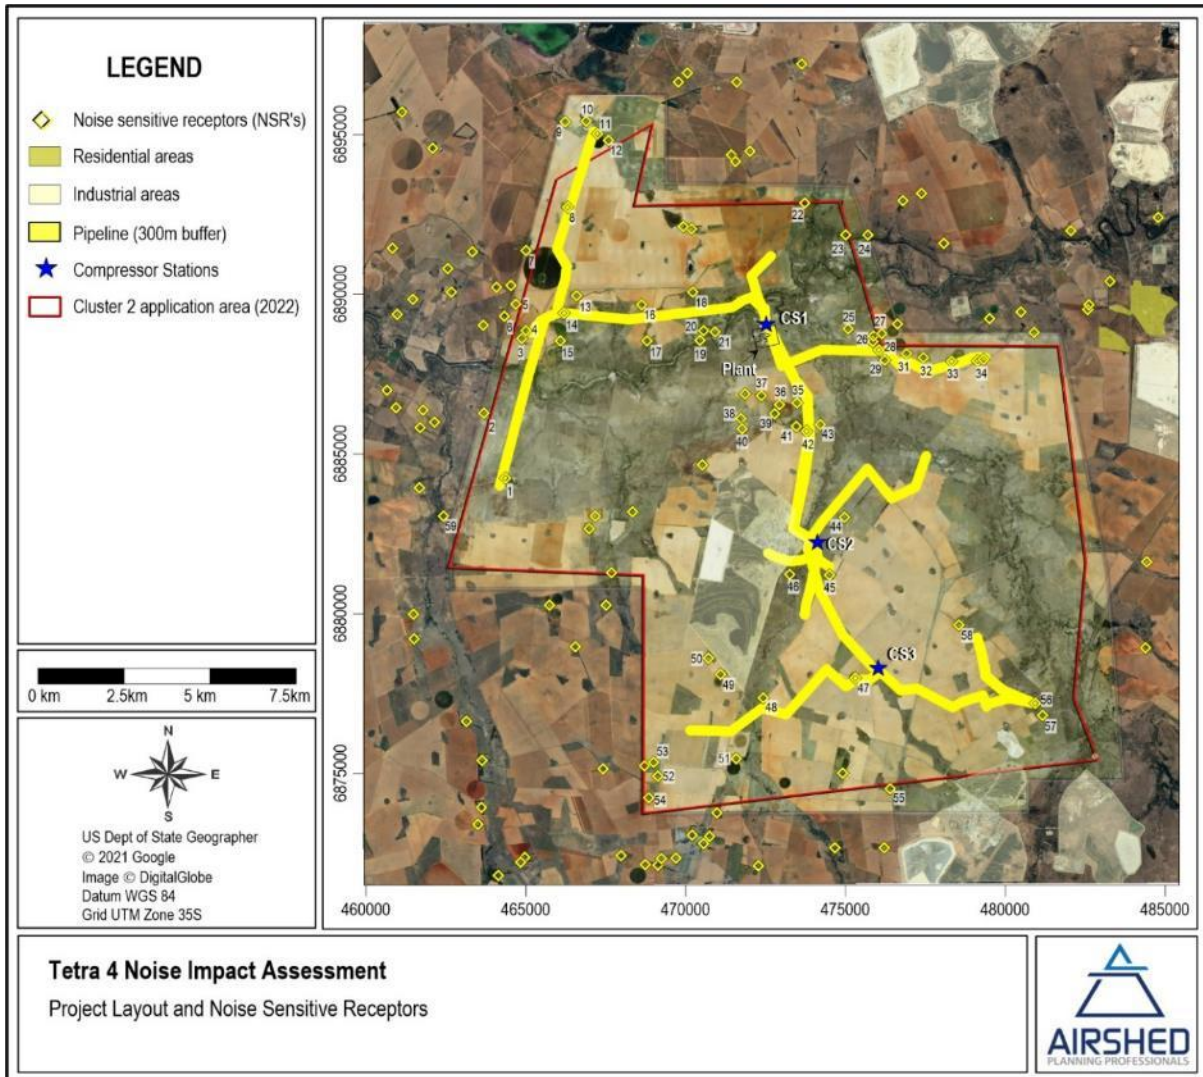 LEGEND
Noise sensitive receptors (NSR's)
Residential areas
Industrial areas
Pipeline (300m buffer)
Compressor Stations
Cluster 2 application area (2022)
0 km 2.5km 5 km 7.5km
N
W E
S
US Dept of State Geographer
© 2021 Google
Image © DigitalGlobe
Datum WGS 84
Grid UTM Zone 35S
6895000
6890000
6885000
6880000
6875000
10
9
11
12
8
22
23
24
7
13
18
5
6
16
14
4
3
15
17
20
19
21
CS1
Plant
25
27
26
28
29
31
32
33
34
37
36
35
38
39
40
41
42
43
2
1
59
44
CS2
46
45
58
CS3
50
49
47
48
56
57
51
53
52
54
55
460000 465000 470000 475000 480000 485000
Tetra 4 Noise Impact Assessment
Project Layout and Noise Sensitive Receptors
AIRSHED
PLANNING PROFESSIONALS